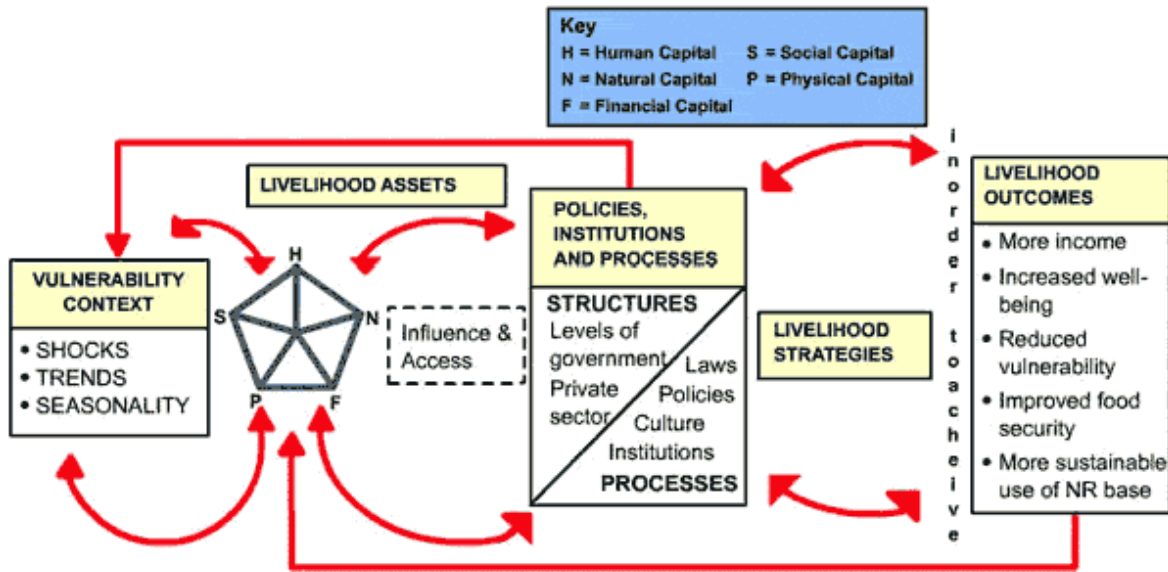 Key
H = Human Capital
S = Social Capital
N = Natural Capital
P = Physical Capital
F = Financial Capital
LIVELIHOOD ASSETS
H
S
N
P
F
VULNERABILITY
CONTEXT
• SHOCKS
• TRENDS
• SEASONALITY
Influence &
Access
POLICIES,
INSTITUTIONS
AND PROCESSES
STRUCTURES
Levels of
government
Private
sector
Laws
Policies
Culture
Institutions
PROCESSES
LIVELIHOOD
STRATEGIES
inorder toacheive
LIVELIHOOD
OUTCOMES
• More income
• Increased well-
being
• Reduced
vulnerability
• Improved food
security
• More sustainable
use of NR base